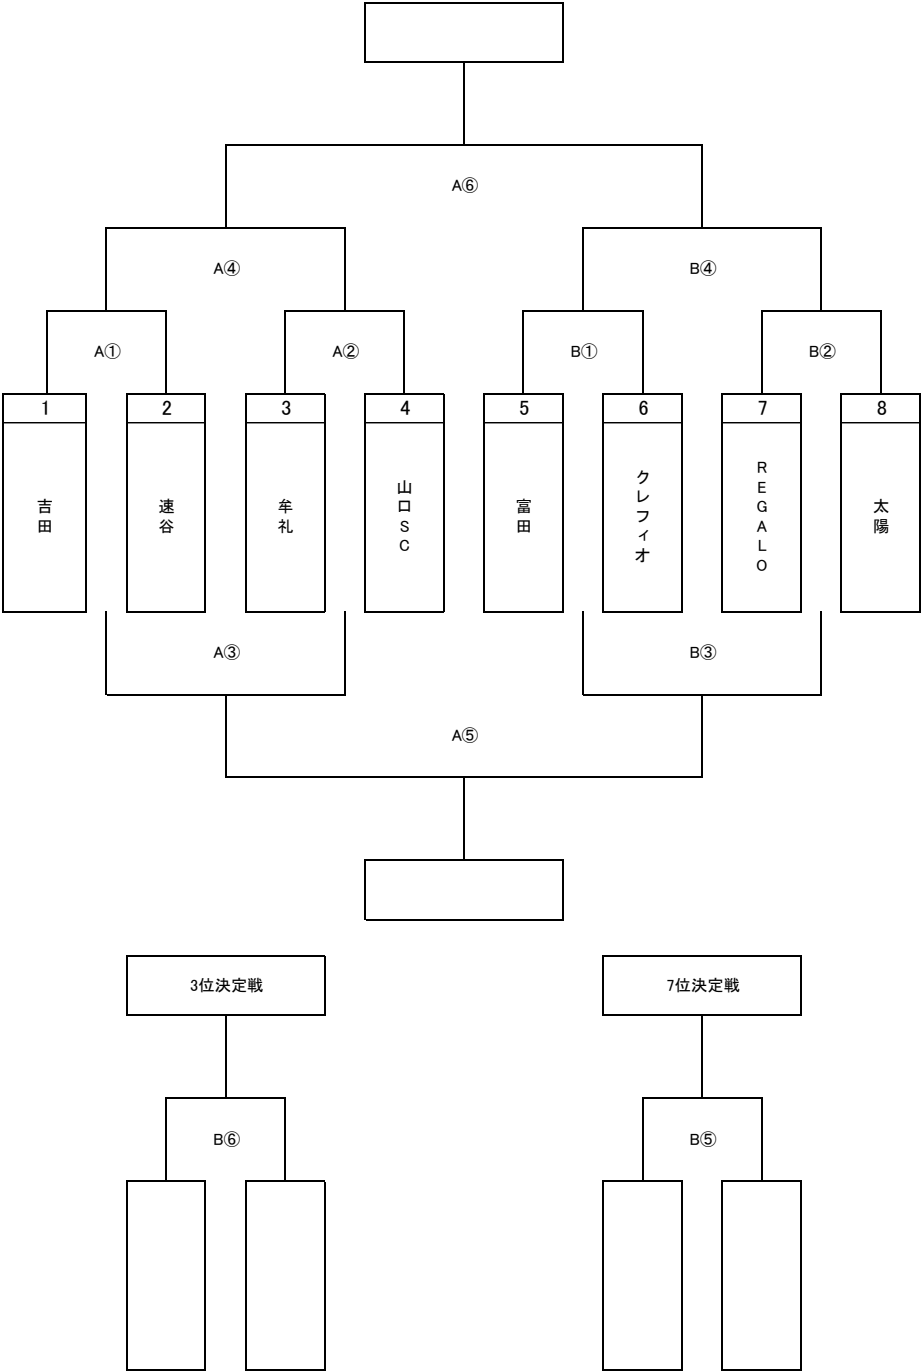 A⑥
A④
B④
A①
A②
B①
B②
1
2
3
4
5
6
7
8
吉田
速谷
牟礼
山口SC
富田
クレフィオ
REGALO
太陽
A③
B③
A⑤
3位決定戦
7位決定戦
B⑥
B⑤